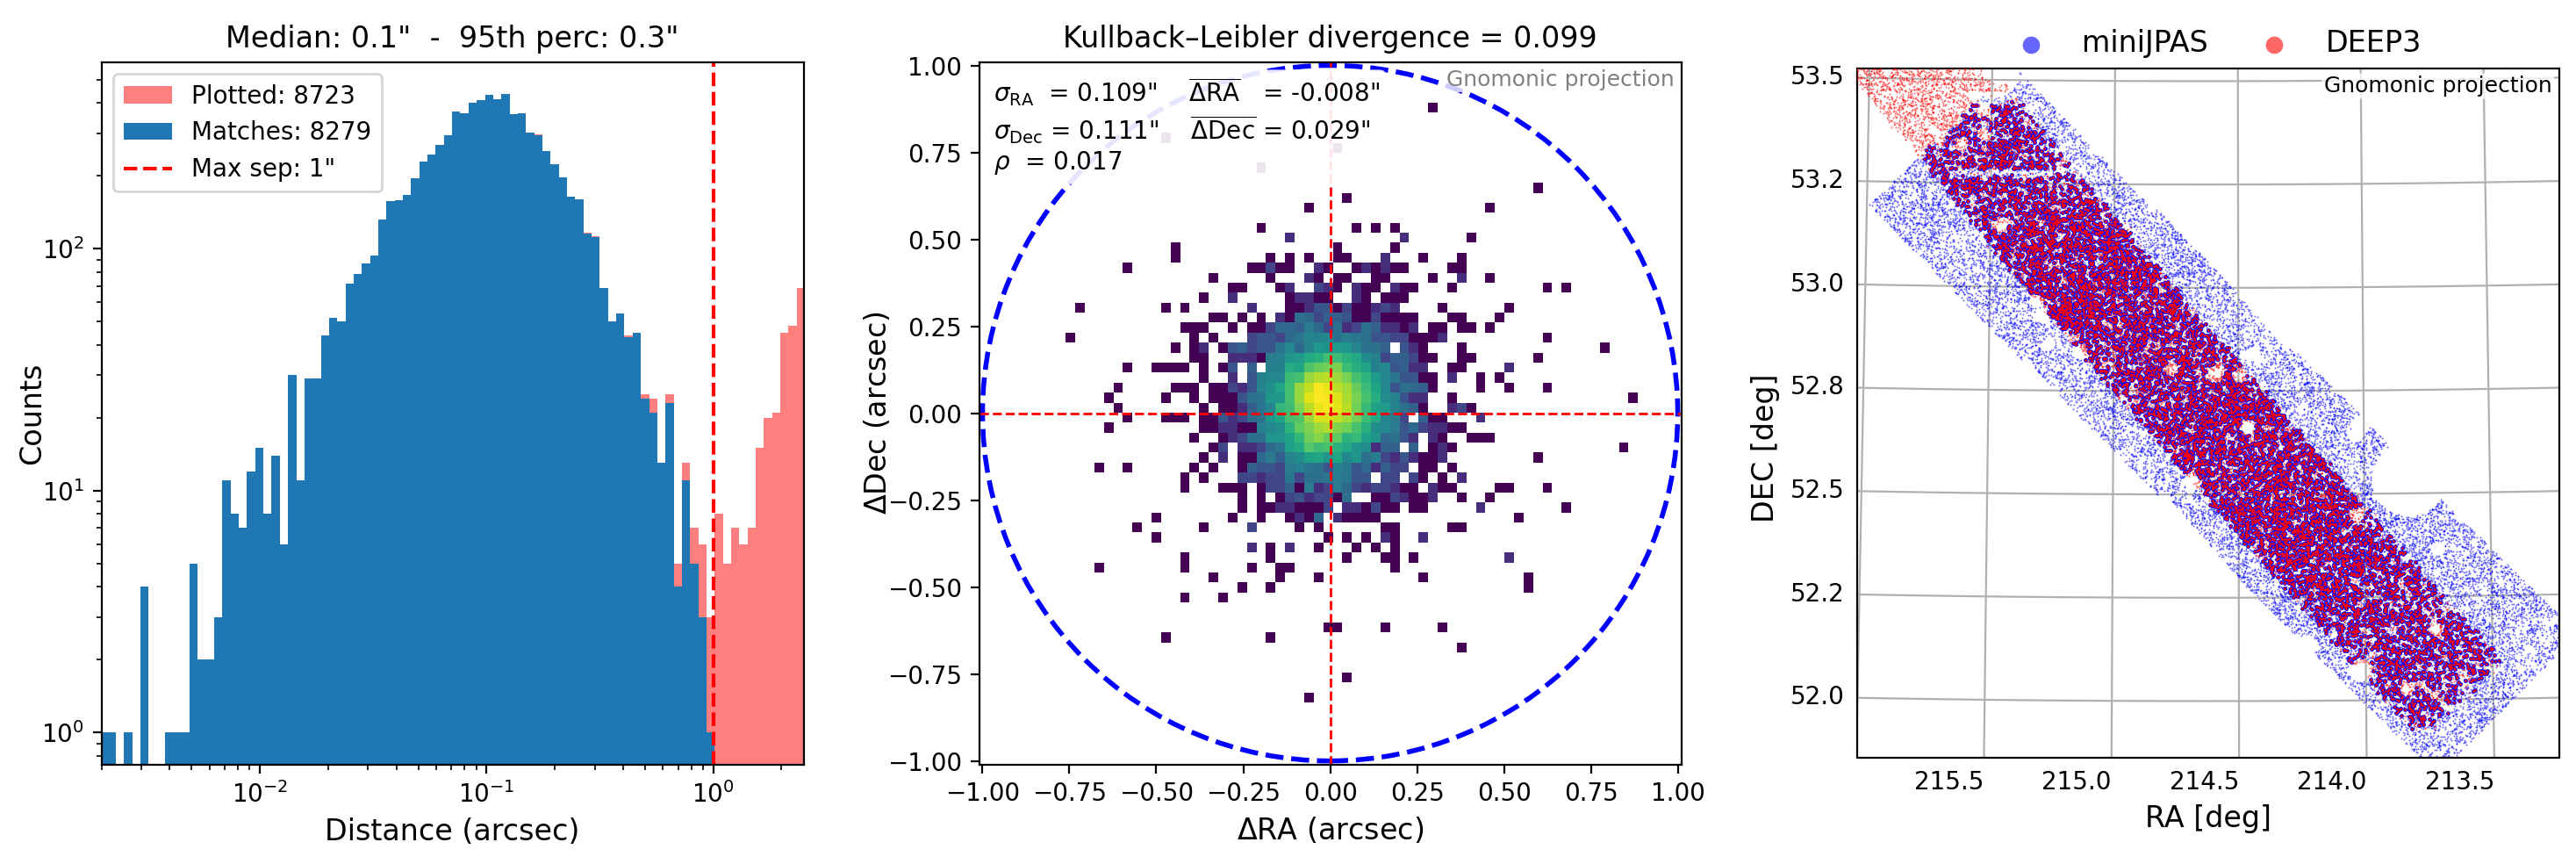 Median: 0.1"  -  95th perc: 0.3"
Plotted: 8723
Matches: 8279
Max sep: 1"
Counts
10²
10¹
10⁰
10⁻² 10⁻¹ 10⁰
Distance (arcsec)
Kullback–Leibler divergence = 0.099
Gnomonic projection
σRA = 0.109" ΔRA = -0.008"
σDec = 0.111" ΔDec = 0.029"
ρ = 0.017
ΔDec (arcsec)
1.00
0.75
0.50
0.25
0.00
−0.25
−0.50
−0.75
−1.00
−1.00 −0.75 −0.50 −0.25 0.00 0.25 0.50 0.75 1.00
ΔRA (arcsec)
miniJPAS DEEP3
Gnomonic projection
DEC [deg]
53.5
53.2
53.0
52.8
52.5
52.2
52.0
215.5 215.0 214.5 214.0 213.5
RA [deg]